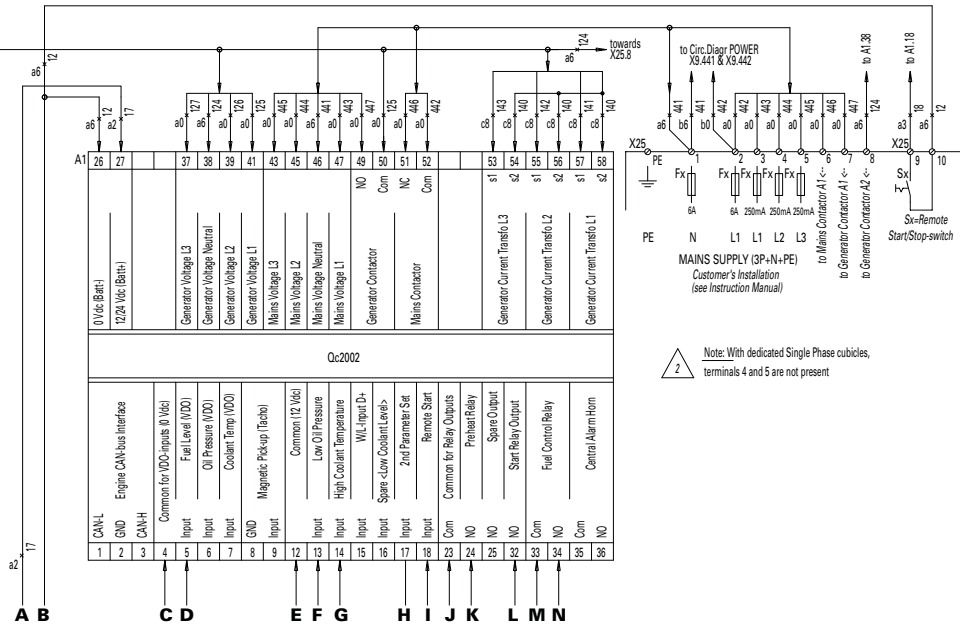 124
towards
X25.8
a6
12
a6
12
a6
17
a2
127
124
126
125
a0
a0
a0
a0
445
444
441
443
447
125
446
442
a0
a0
a0
a0
a0
a0
a0
a0
143
140
142
140
141
140
c8
c8
c8
c8
c8
c8
to Circ.Diagr POWER
X9.441 & X9.442
441
441
442
442
443
444
445
446
447
124
a6
b6
b0
a0
a0
a0
a0
a0
a0
a6
to A1.38
to A1.18
18
12
a3
a6
A1
26 27 37 38 39 41 43 45 46 47 49 50 51 52 53 54 55 56 57 58
NO
Com
NC
Com
s1
s2
s1
s2
s1
s2
0 Vdc (Batt-)
12/24 Vdc (Batt+)
Generator Voltage L3
Generator Voltage Neutral
Generator Voltage L2
Generator Voltage L1
Mains Voltage L3
Mains Voltage L2
Mains Voltage Neutral
Mains Voltage L1
Generator Contactor
Mains Contactor
Generator Current Transfo L3
Generator Current Transfo L2
Generator Current Transfo L1
X25
PE
1 2 3 4 5 6 7 8
X25
9 10
Fx
Fx
Fx
Fx
Fx
6A 6A 250mA 250mA 250mA
PE N L1 L1 L2 L3
to Mains Contactor A1 <-
to Generator Contactor A1 <-
to Generator Contactor A2 <-
Sx
Sx=Remote
Start/Stop-switch
MAINS SUPPLY (3P+N+PE)
Customer's Installation
(see Instruction Manual)
Qc2002
2
Note: With dedicated Single Phase cubicles,
terminals 4 and 5 are not present
Engine CAN-bus Interface
Common for VDO-inputs (0 Vdc)
Fuel Level (VDO)
Oil Pressure (VDO)
Coolant Temp (VDO)
Magnetic Pick-up (Tacho)
Common (12 Vdc)
Low Oil Pressure
High Coolant Temperature
W/L-Input D+
Spare <Low Coolant Level>
2nd Parameter Set
Remote Start
Common for Relay Outputs
Preheat Relay
Spare Output
Start Relay Output
Fuel Control Relay
Central Alarm Horn
CAN-L
GND
CAN-H
Input
Input
Input
GND
Input
Input
Input
Input
Input
Input
Input
Com
NO
NO
NO
Com
NO
Com
NO
1 2 3 4 5 6 7 8 9 12 13 14 15 16 17 18 23 24 25 32 33 34 35 36
17
a2
A B C D E F G H I J K L M N